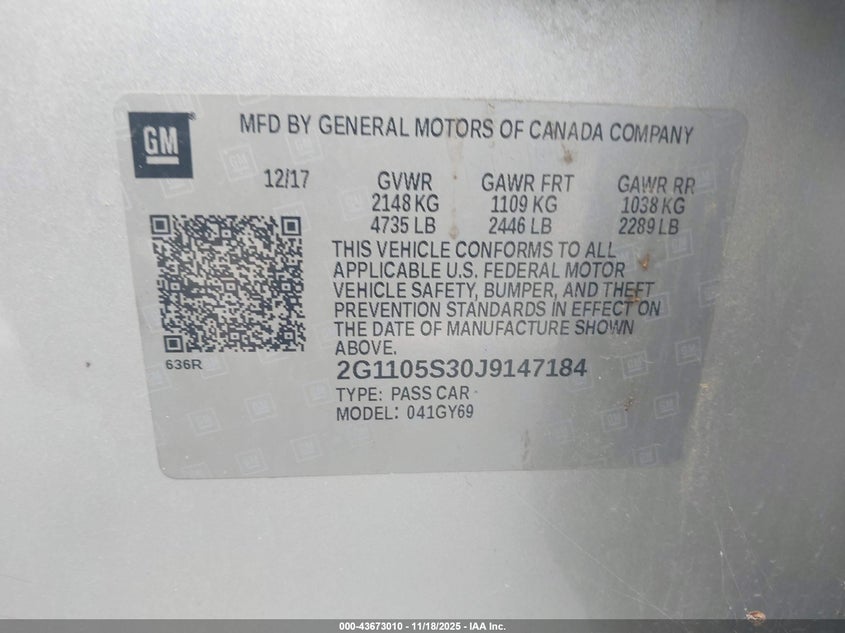 GM
MFD BY GENERAL MOTORS OF CANADA COMPANY
12/17 GVWR GAWR FRT GAWR RR
2148 KG 1109 KG 1038 KG
4735 LB 2446 LB 2289 LB
THIS VEHICLE CONFORMS TO ALL
APPLICABLE U.S. FEDERAL MOTOR
VEHICLE SAFETY, BUMPER, AND THEFT
PREVENTION STANDARDS IN EFFECT ON
THE DATE OF MANUFACTURE SHOWN
ABOVE.
636R
2G1105S30J9147184
TYPE: PASS CAR
MODEL: 041GY69
000-43673010 - 11/18/2025 - IAA Inc.